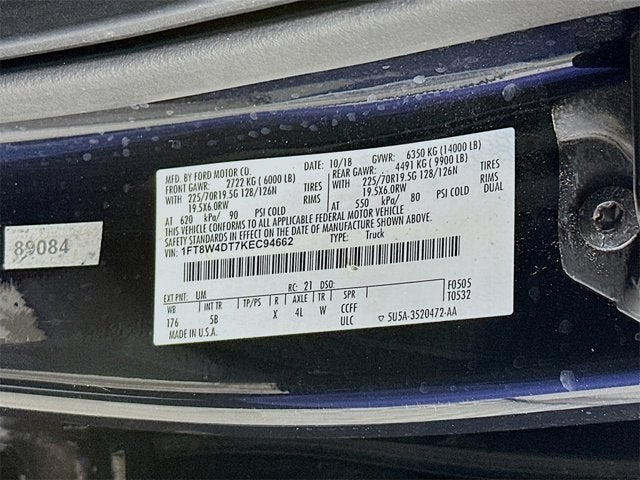 MFD. BY FORD MOTOR CO. DATE: 10/18 GVWR: 6350 KG (14000 LB)
FRONT GAWR: 2722 KG (6000 LB) REAR GAWR: 4491 KG (9900 LB)
WITH 225/70R19.5G 128/126N TIRES WITH 225/70R19.5G 128/126N TIRES
19.5X6.0RW RIMS 19.5X6.0RW RIMS
AT 620 kPa/ 90 PSI COLD AT 550 kPa/ 80 PSI COLD DUAL
THIS VEHICLE CONFORMS TO ALL APPLICABLE FEDERAL MOTOR VEHICLE
SAFETY STANDARDS IN EFFECT ON THE DATE OF MANUFACTURE SHOWN ABOVE.
VIN: 1FT8W4DT7KEC94662 TYPE: Truck
89084
EXT PNT: UM RC: 21 DSO: F0505
WB INT TR TP/PS R AXLE TR SPR T0532
176 5B X 4L W CCFF
MADE IN U.S.A. ULC ▽ 5U5A-3520472-AA